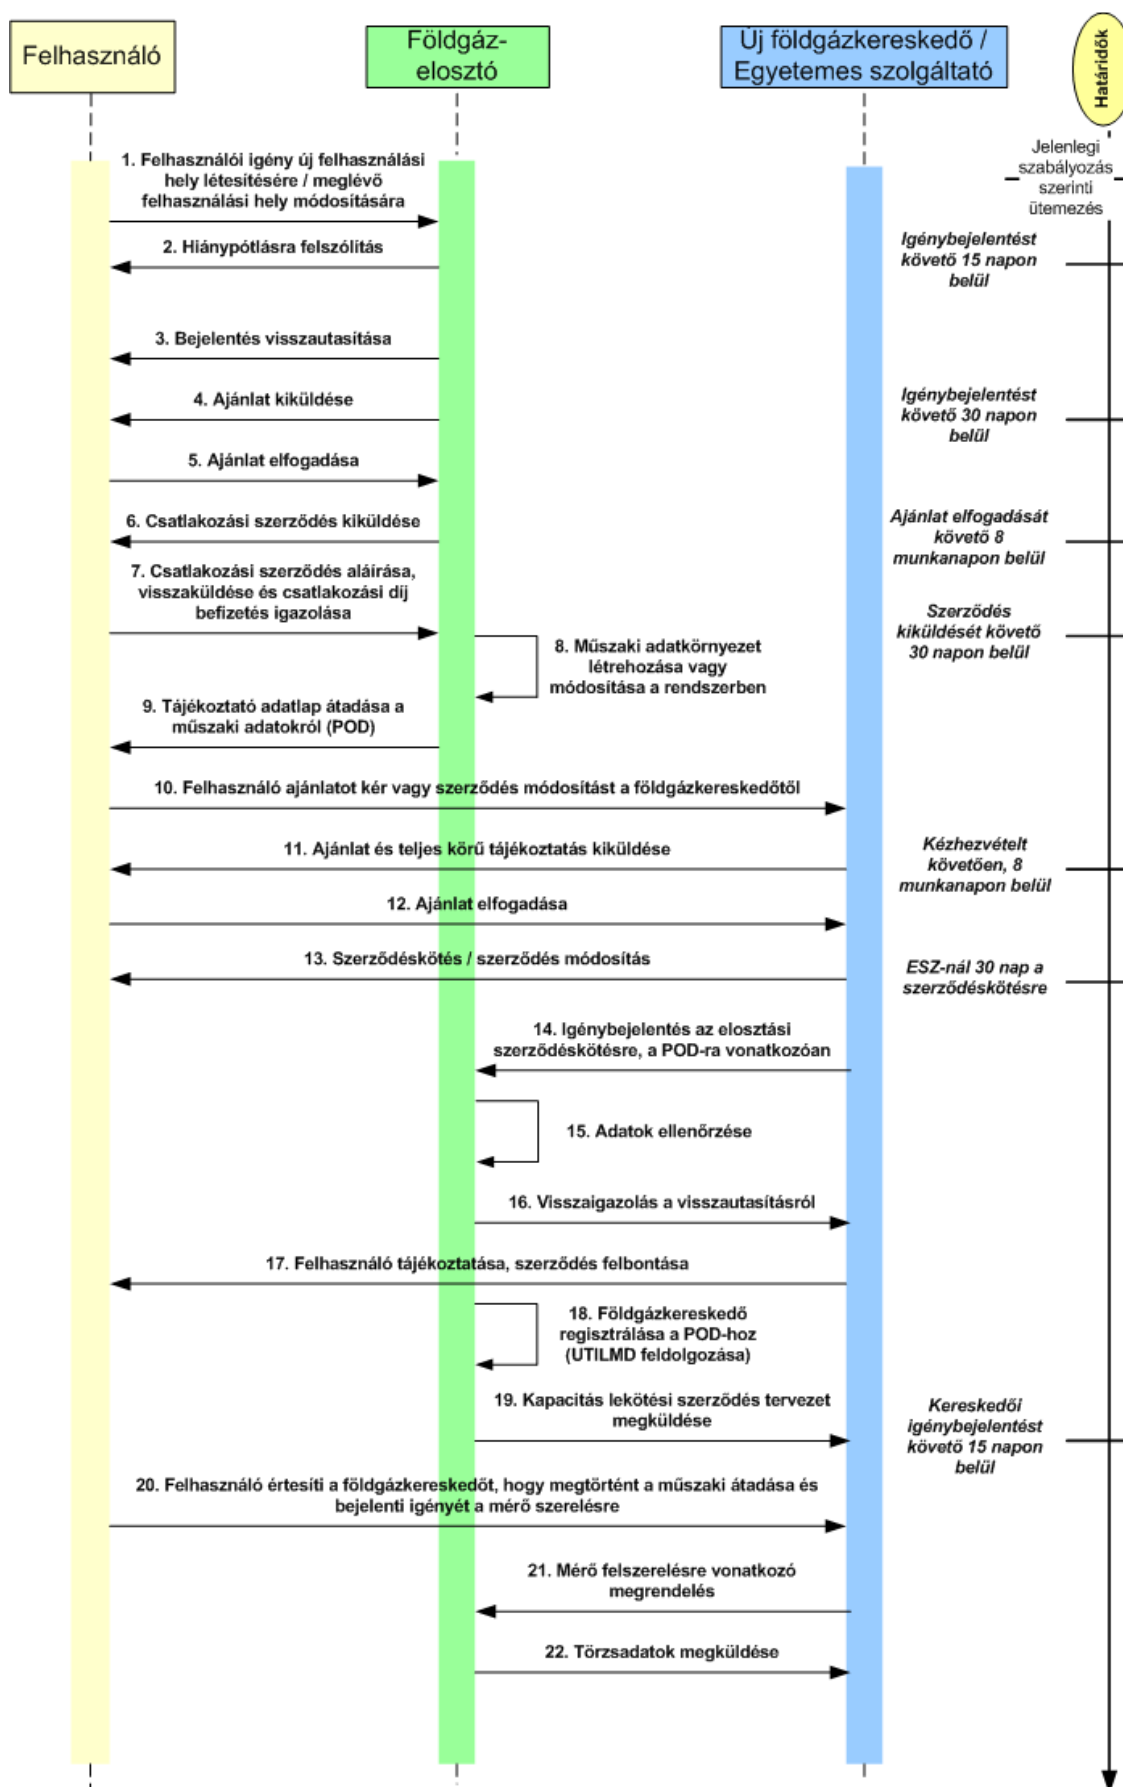 Felhasználó
Földgáz-
elosztó
Új földgázkereskedő /
Egyetemes szolgáltató
Határidők
Jelenlegi
szabályozás
szerinti
ütemezés
1. Felhasználói igény új felhasználási
hely létesítésére / meglévő
felhasználási hely módosítására
2. Hiánypótlásra felszólítás
Igénybejelentést
követő 15 napon
belül
3. Bejelentés visszautasítása
4. Ajánlat kiküldése
Igénybejelentést
követő 30 napon
belül
5. Ajánlat elfogadása
6. Csatlakozási szerződés kiküldése
Ajánlat elfogadását
követő 8
munkanapon belül
7. Csatlakozási szerződés aláírása,
visszaküldése és csatlakozási díj
befizetés igazolása
Szerződés
kiküldését követő
30 napon belül
8. Műszaki adatkörnyezet
létrehozása vagy
módosítása a rendszerben
9. Tájékoztató adatlap átadása a
műszaki adatokról (POD)
10. Felhasználó ajánlatot kér vagy szerződés módosítást a földgázkereskedőtől
11. Ajánlat és teljes körű tájékoztatás kiküldése
Kézhezvételt
követően, 8
munkanapon belül
12. Ajánlat elfogadása
13. Szerződéskötés / szerződés módosítás
ESZ-nál 30 nap a
szerződéskötésre
14. Igénybejelentés az elosztási
szerződéskötésre, a POD-ra vonatkozóan
15. Adatok ellenőrzése
16. Visszaigazolás a visszautasításról
17. Felhasználó tájékoztatása, szerződés felbontása
18. Földgázkereskedő
regisztrálása a POD-hoz
(UTILMD feldolgozása)
19. Kapacitás lekötési szerződés tervezet
megküldése
Kereskedői
igénybejelentést
követő 15 napon
belül
20. Felhasználó értesíti a földgázkereskedőt, hogy megtörtént a műszaki átadása és
bejelenti igényét a mérő szerelésre
21. Mérő felszerelésre vonatkozó
megrendelés
22. Törzsadatok megküldése